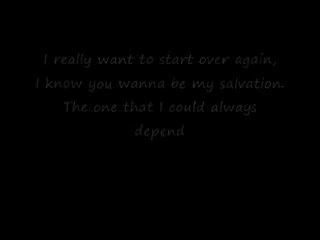 I really want to start over again,
I know you wanna be my salvation.
The one that I could always
depend